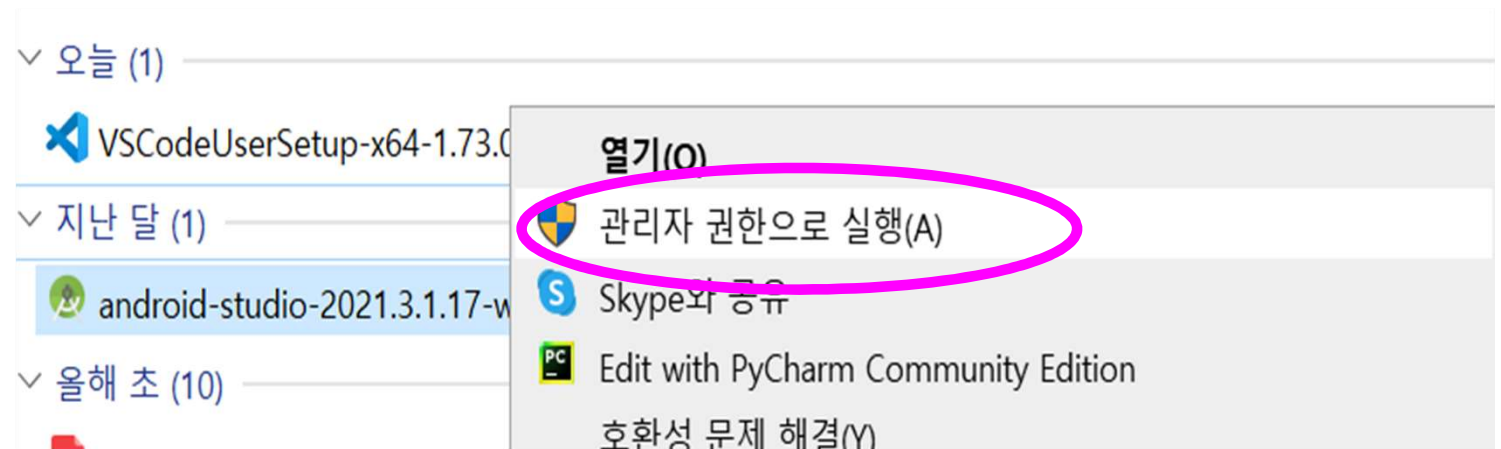 오늘 (1)
VSCodeUserSetup-x64-1.73.0
지난 달 (1)
android-studio-2021.3.1.17-w
올해 초 (10)
열기(O)
관리자 권한으로 실행(A)
Skype와 공유
Edit with PyCharm Community Edition
호환성 문제 해결(Y)